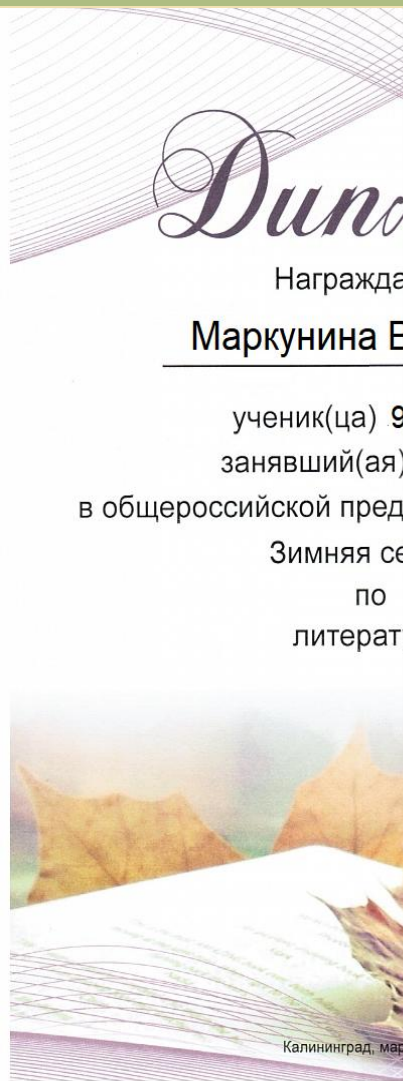 Дипл
Награжда
Маркунина Е
ученик(ца) 9
занявший(ая)
в общероссийской пред
Зимняя се
по
литерат
Калининград, мар